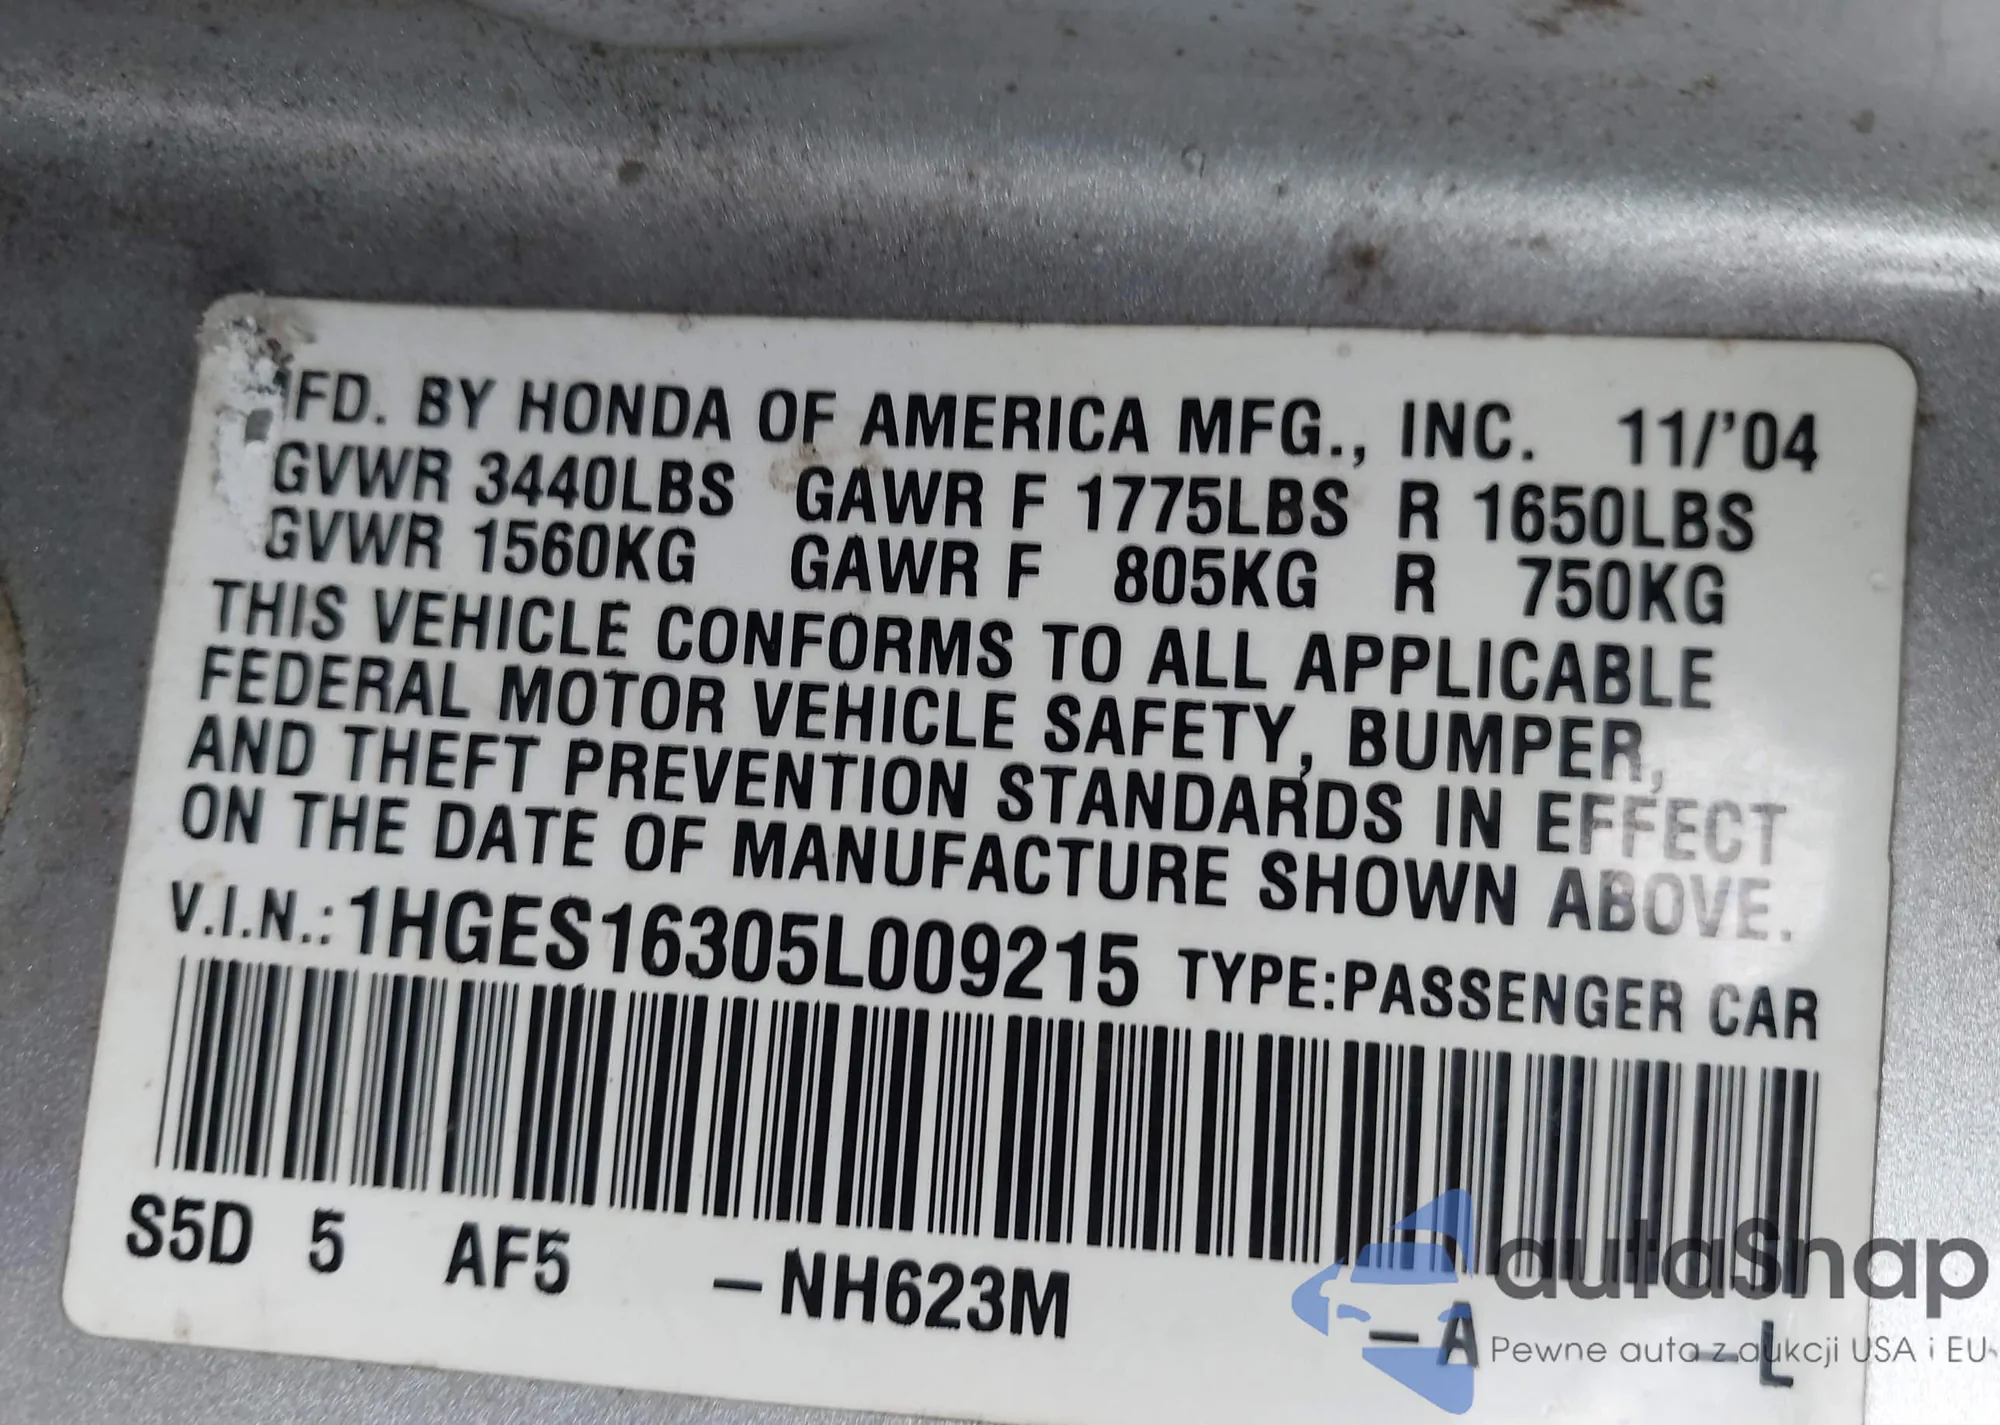 MFD. BY HONDA OF AMERICA MFG., INC. 11/'04
GVWR 3440LBS GAWR F 1775LBS R 1650LBS
GVWR 1560KG GAWR F 805KG R 750KG
THIS VEHICLE CONFORMS TO ALL APPLICABLE
FEDERAL MOTOR VEHICLE SAFETY, BUMPER,
AND THEFT PREVENTION STANDARDS IN EFFECT
ON THE DATE OF MANUFACTURE SHOWN ABOVE.
V.I.N.: 1HGES16305L009215 TYPE:PASSENGER CAR
S5D 5 AF5 -NH623M -A -L
autaSnap
Pewne auta z aukcji USA i EU